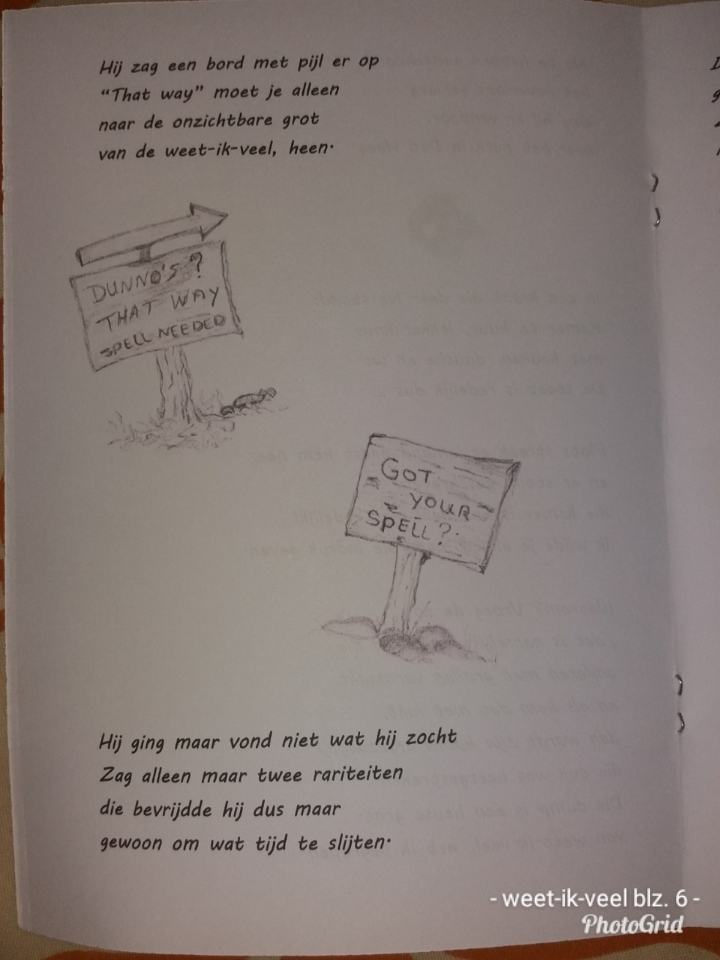 Hij zag een bord met pijl er op
“That way” moet je alleen
naar de onzichtbare grot
van de weet-ik-veel, heen.
DUNNO'S?
THAT WAY
SPELL NEEDED
GOT
YOUR
SPELL?
Hij ging maar vond niet wat hij zocht
Zag alleen maar twee rariteiten
die bevrijdde hij dus maar
gewoon om wat tijd te slijten.
- weet-ik-veel blz. 6 -
PhotoGrid